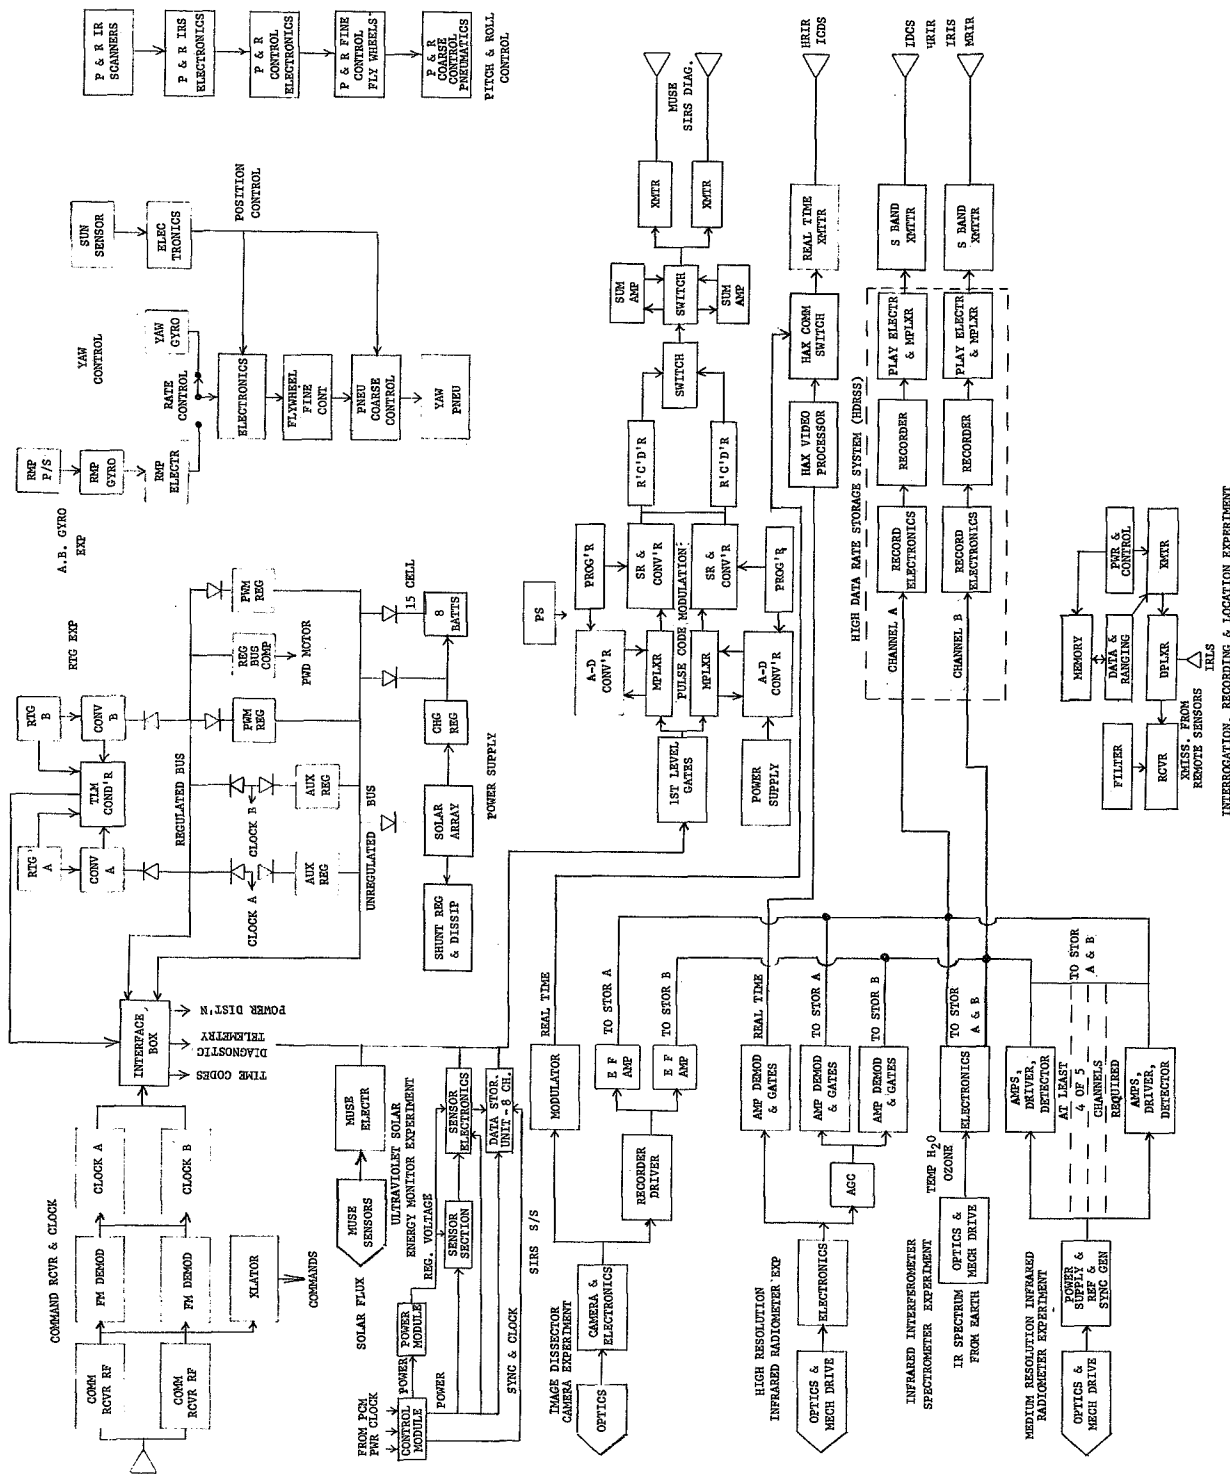 COMMAND RCVR & CLOCK
COMM
RCVR RF
COMM
RCVR RF
FM DEMOD
FM DEMOD
XLATOR
COMMANDS
CLOCK A
CLOCK B
INTERFACE
BOX
TIME CODES
DIAGNOSTIC
TELEMETRY
POWER DIST'N
RTG EXP
RTG
A
RTG
B
CONV
A
CONV
B
TLM
COND'R
REGULATED BUS
CLOCK A
CLOCK B
AUX
REG
AUX
REG
PWM
REG
REG
BUS
COMP
PWD MOTOR
PWM
REG
UNREGULATED BUS
15 CELL
SHUNT REG
& DISSIP
SOLAR
ARRAY
CHG
REG
8
BATTS
POWER SUPPLY
A.B. GYRO
EXP
RMP
P/S
RMP
GYRO
RMP
ELECTR
YAW
CONTROL
RATE
CONTROL
YAW
GYRO
SUN
SENSOR
ELEC
TRONICS
POSITION
CONTROL
ELECTRONICS
FLYWHEEL
FINE
CONT
PNEU
COARSE
CONTROL
YAW
PNEU
P & R IR
SCANNERS
P & R IRS
ELECTRONICS
P & R
CONTROL
ELECTRONICS
P & R FINE
CONTROL
FLY WHEELS
P & R
COARSE
CONTROL
PNEUMATICS
PITCH & ROLL
CONTROL
SOLAR FLUX
MUSE
SENSORS
MUSE
ELECTR
ULTRAVIOLET SOLAR
ENERGY MONITOR EXPERIMENT
FROM PCM
PWR CLOCK
CONTROL
MODULE
POWER
POWER
MODULE
REG. VOLTAGE
POWER
SENSOR
SECTION
SENSOR
ELECTRONICS
DATA STOR.
UNIT-8 CH.
SYNC & CLOCK
SIRS S/S
IMAGE DISSECTOR
CAMERA EXPERIMENT
OPTICS
CAMERA &
ELECTRONICS
MODULATOR
REAL TIME
RECORDER
DRIVER
E F
AMP
TO STOR A
E F
AMP
TO STOR B
HIGH RESOLUTION
INFRARED RADIOMETER EXP
OPTICS &
MECH DRIVE
ELECTRONICS
AGC
AMP DEMOD
& GATES
REAL TIME
AMP DEMOD
& GATES
TO STOR A
AMP DEMOD
& GATES
TO STOR B
INFRARED INTERFEROMETER
SPECTROMETER EXPERIMENT
IR SPECTRUM
FROM EARTH
OPTICS &
MECH DRIVE
TEMP H2O
OZONE
ELECTRONICS
TO STOR
A & B
MEDIUM RESOLUTION INFRARED
RADIOMETER EXPERIMENT
OPTICS &
MECH DRIVE
POWER
SUPPLY &
REF &
SYNC GEN
AMPS,
DRIVER,
DETECTOR
AT LEAST
4 OF 5
CHANNELS
REQUIRED
AMPS,
DRIVER,
DETECTOR
TO STOR
A & B
PS
1ST LEVEL
GATES
POWER
SUPPLY
A-D
CONV'R
PROG'R
MPLXR
SR &
CONV'R
PULSE CODE MODULATION
MPLXR
SR &
CONV'R
A-D
CONV'R
PROG'R
R'C'D'R
R'C'D'R
SWITCH
SUM
AMP
SWITCH
SUM
AMP
XMTR
XMTR
MUSE
SIRS DIAG.
HAX VIDEO
PROCESSOR
HAX COMM
SWITCH
REAL TIME
XMTTR
HRIR
ICDS
HIGH DATA RATE STORAGE SYSTEM (HDRSS)
CHANNEL A
RECORD
ELECTRONICS
RECORDER
PLAY ELECTR
& MPLXR
S BAND
XMTTR
IDCS
HRIR
CHANNEL B
RECORD
ELECTRONICS
RECORDER
PLAY ELECTR
& MPLXR
S BAND
XMTTR
IRIS
MRIR
FILTER
MEMORY
PWR &
CONTROL
DATA &
RANGING
RCVR
DPLXR
XMTR
XMISS. FROM
REMOTE SENSORS
IRLS
INTERROGATION, RECORDING & LOCATION EXPERIMENT